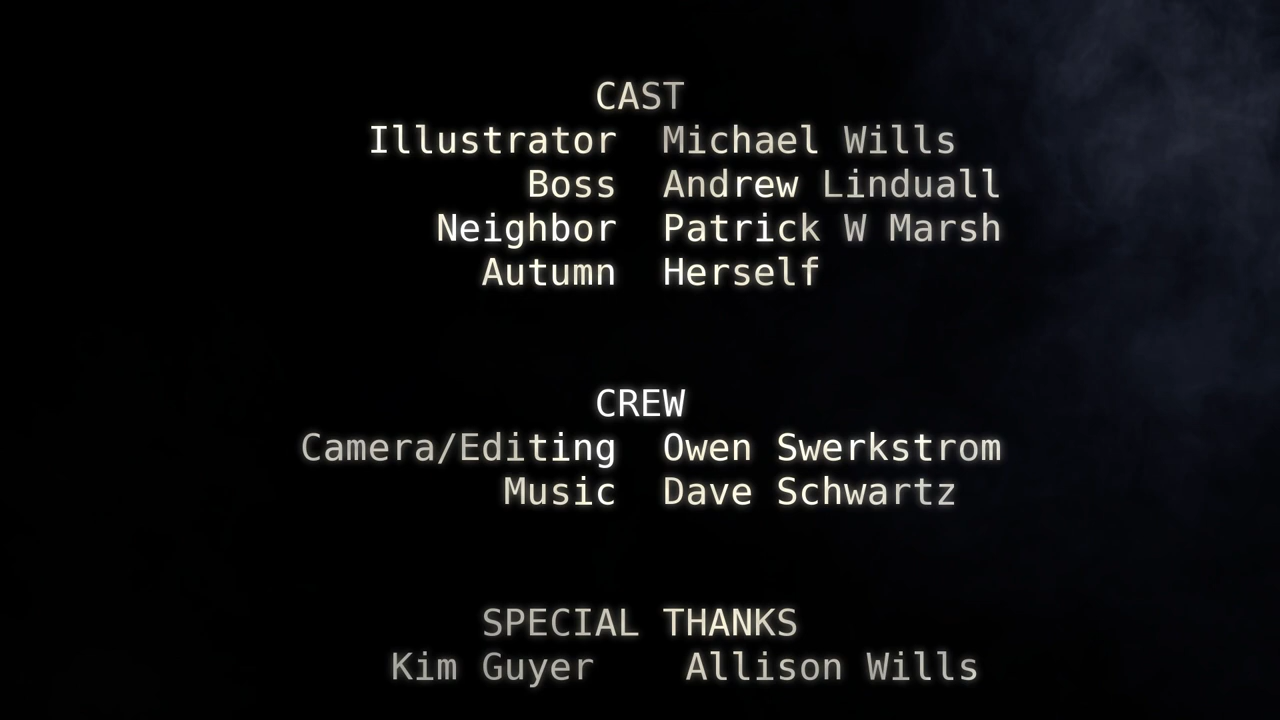 CAST
Illustrator Michael Wills
Boss Andrew Linduall
Neighbor Patrick W Marsh
Autumn Herself
CREW
Camera/Editing Owen Swerkstrom
Music Dave Schwartz
SPECIAL THANKS
Kim Guyer Allison Wills